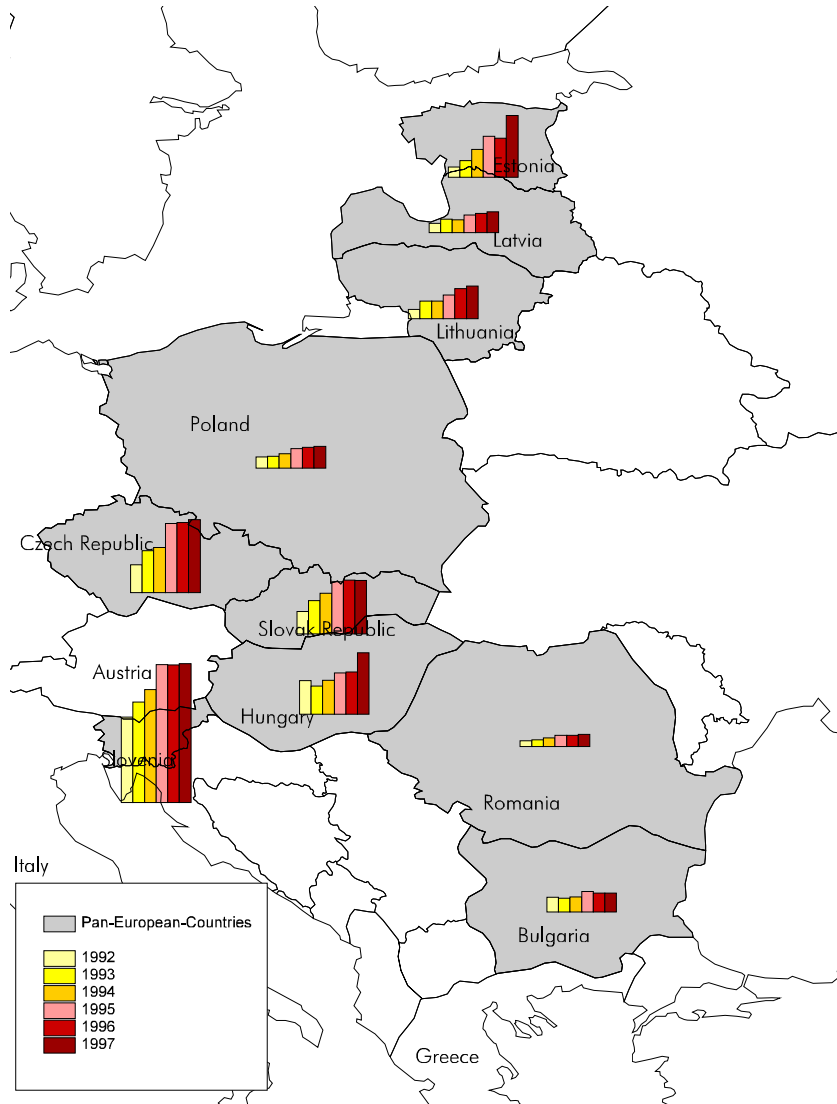 Estonia
Latvia
Lithuania
Poland
Czech Republic
Slovak Republic
Austria
Hungary
Slovenia
Romania
Italy
Bulgaria
Greece
Pan-European-Countries
1992
1993
1994
1995
1996
1997